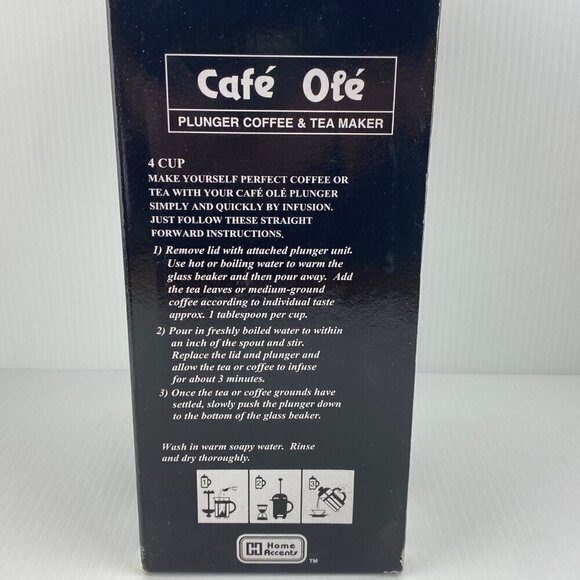 Café Olé
PLUNGER COFFEE & TEA MAKER
4 CUP
MAKE YOURSELF PERFECT COFFEE OR
TEA WITH YOUR CAFÉ OLÉ PLUNGER
SIMPLY AND QUICKLY BY INFUSION.
JUST FOLLOW THESE STRAIGHT
FORWARD INSTRUCTIONS.
1) Remove lid with attached plunger unit.
Use hot or boiling water to warm the
glass beaker and then pour away. Add
the tea leaves or medium-ground
coffee according to individual taste
approx. 1 tablespoon per cup.
2) Pour in freshly boiled water to within
an inch of the spout and stir.
Replace the lid and plunger and
allow the tea or coffee to infuse
for about 3 minutes.
3) Once the tea or coffee grounds have
settled, slowly push the plunger down
to the bottom of the glass beaker.
Wash in warm soapy water. Rinse
and dry thoroughly.
1 2 3
Home
Accents TM